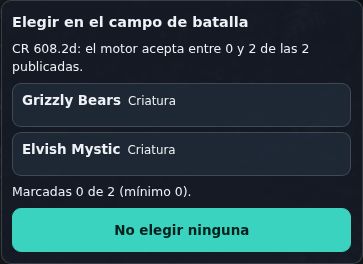 Elegir en el campo de batalla
CR 608.2d: el motor acepta entre 0 y 2 de las 2
publicadas.
Grizzly Bears Criatura
Elvish Mystic Criatura
Marcadas 0 de 2 (mínimo 0).
No elegir ninguna